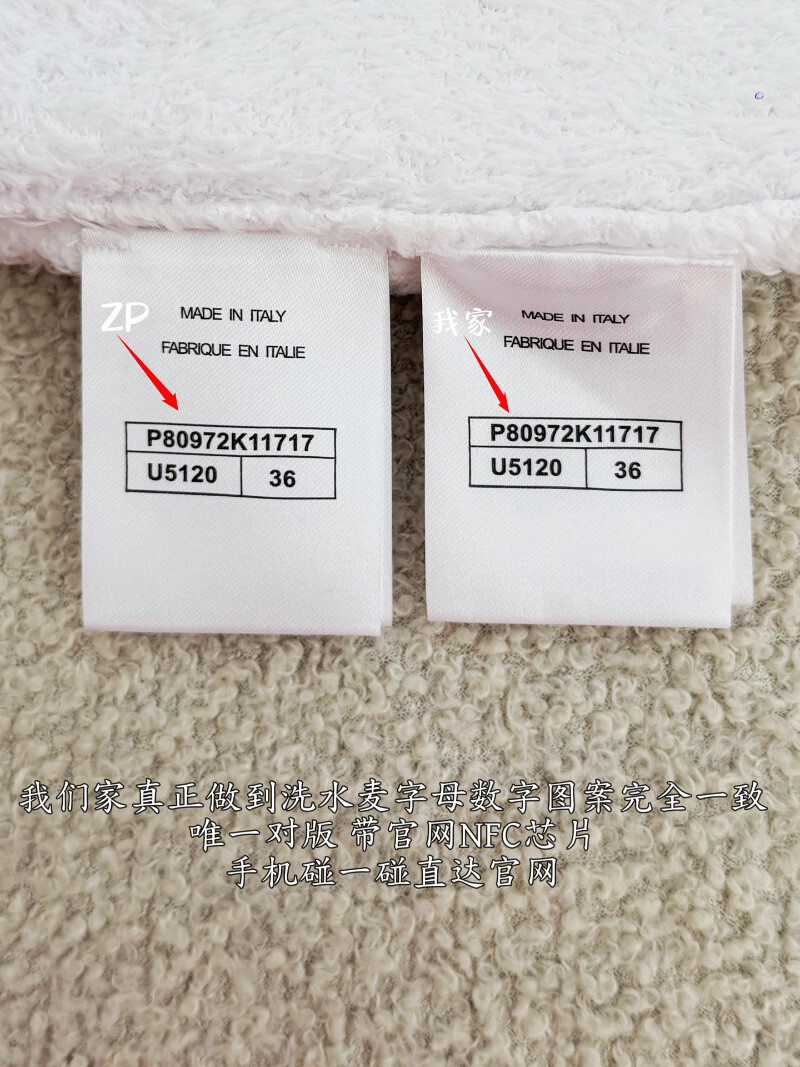 ZP
MADE IN ITALY
FABRIQUE EN ITALIE
P80972K11717
U5120 36
我家
MADE IN ITALY
FABRIQUE EN ITALIE
P80972K11717
U5120 36
我们家真正做到洗水麦字母数字图案完全一致
唯一对版 带官网NFC芯片
手机碰一碰直达官网